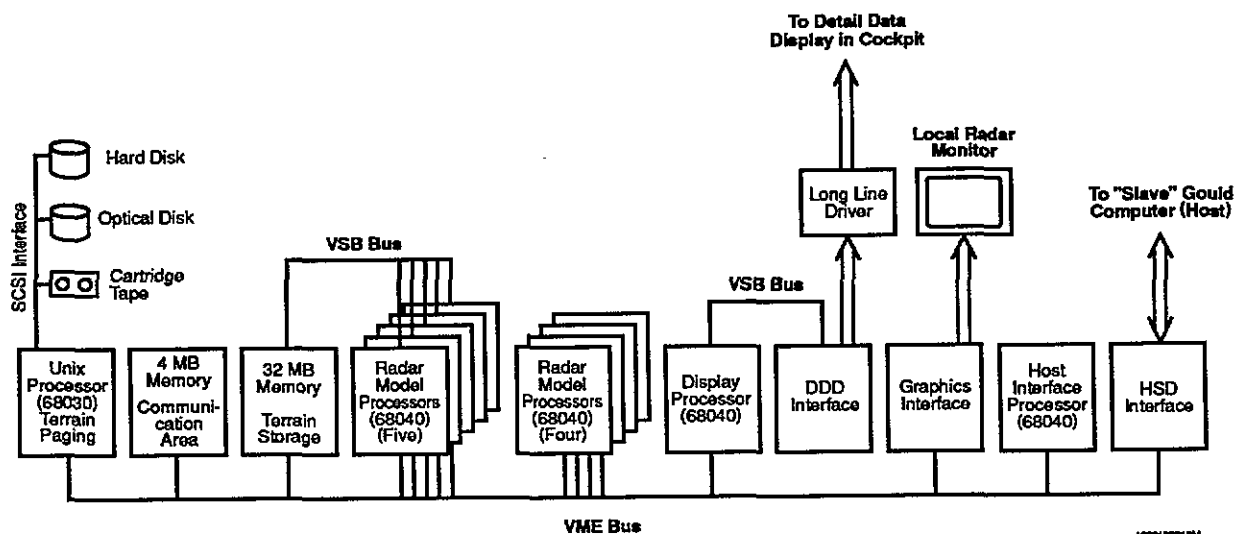 To Detail Data
Display in Cockpit
Local Radar
Monitor
Hard Disk
Optical Disk
Cartridge
Tape
SCSI Interface
VSB Bus
Long Line
Driver
To "Slave" Gould
Computer (Host)
VSB Bus
Unix
Processor
(68030)
Terrain
Paging
4 MB
Memory
Communi-
cation
Area
32 MB
Memory
Terrain
Storage
Radar
Model
Processors
(68040)
(Five)
Radar
Model
Processors
(68040)
(Four)
Display
Processor
(68040)
DDD
Interface
Graphics
Interface
Host
Interface
Processor
(68040)
HSD
Interface
VME Bus